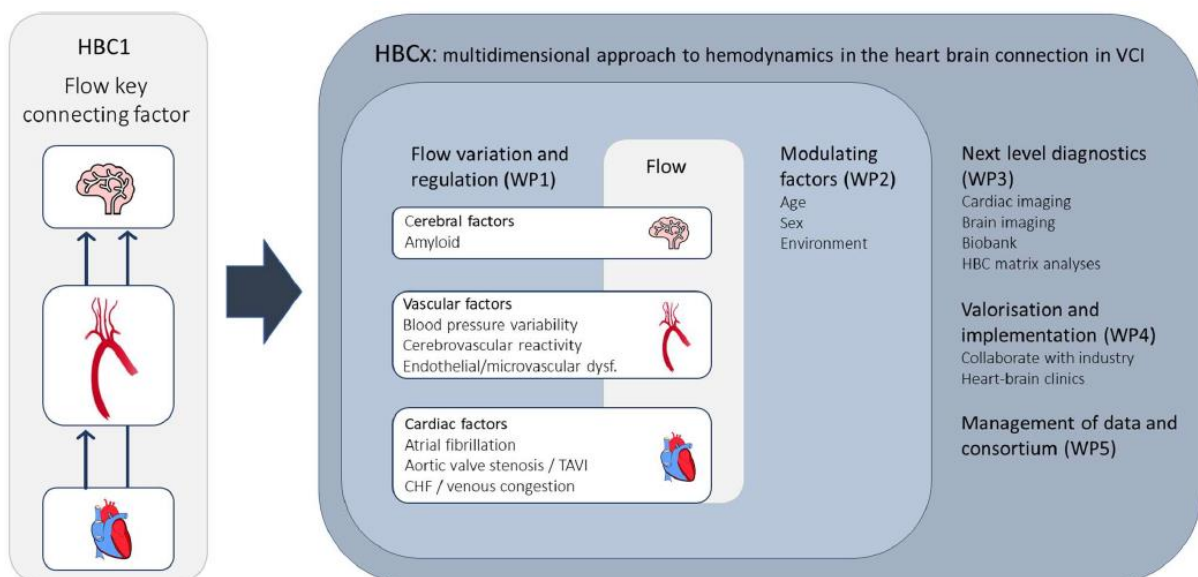 HBC1
Flow key
connecting factor
HBCx: multidimensional approach to hemodynamics in the heart brain connection in VCI
Flow variation and
regulation (WP1)
Flow
Cerebral factors
Amyloid
Vascular factors
Blood pressure variability
Cerebrovascular reactivity
Endothelial/microvascular dysf.
Cardiac factors
Atrial fibrillation
Aortic valve stenosis / TAVI
CHF / venous congestion
Modulating
factors (WP2)
Age
Sex
Environment
Next level diagnostics
(WP3)
Cardiac imaging
Brain imaging
Biobank
HBC matrix analyses
Valorisation and
implementation (WP4)
Collaborate with industry
Heart-brain clinics
Management of data and
consortium (WP5)